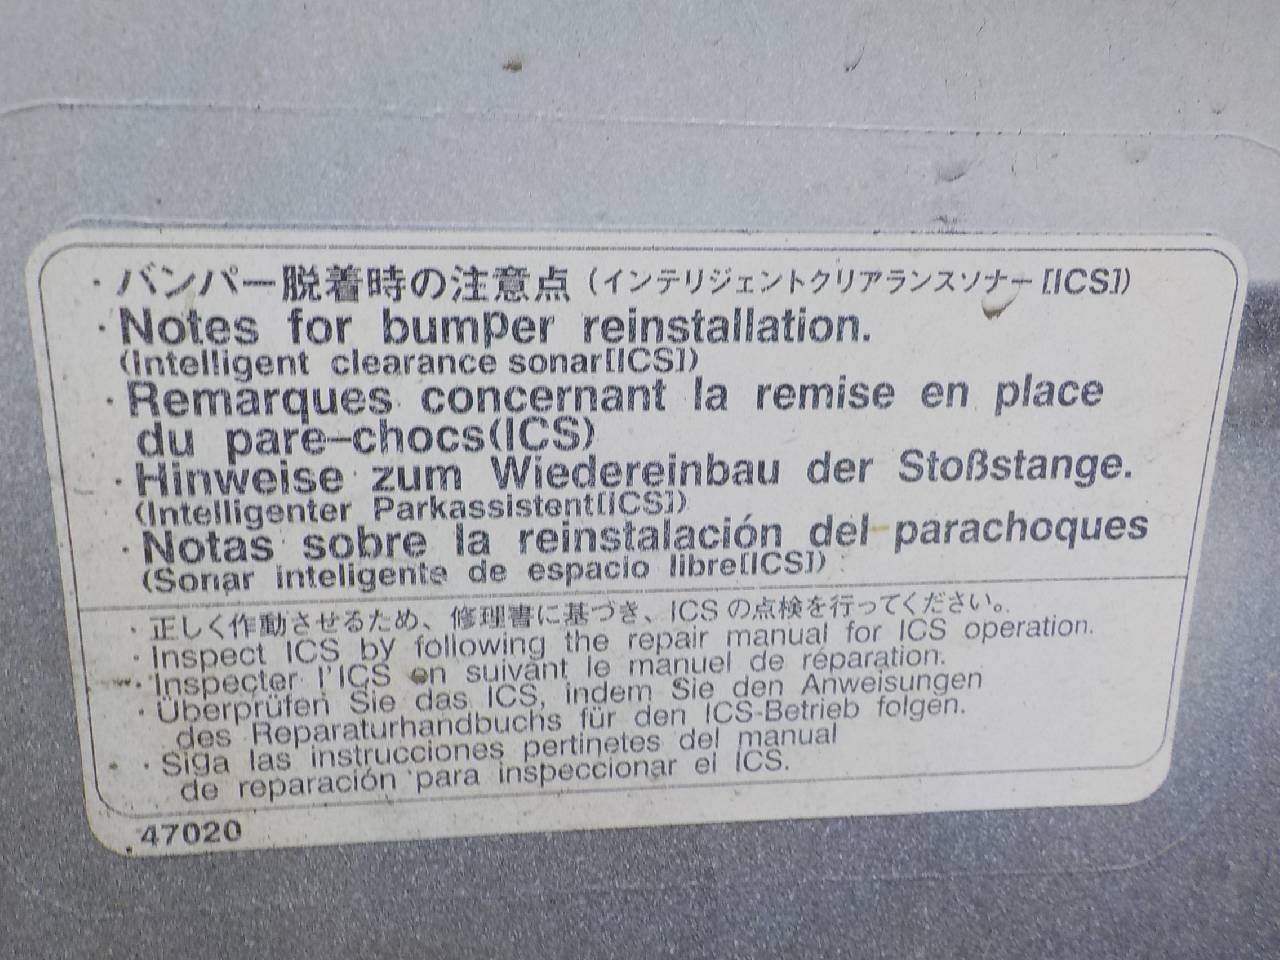 ・バンパー脱着時の注意点（インテリジェントクリアランスソナー[ICS]）
・Notes for bumper reinstallation.
(Intelligent clearance sonar[ICS])
・Remarques concernant la remise en place
du pare-chocs(ICS)
・Hinweise zum Wiedereinbau der Stoßstange.
(Intelligenter Parkassistent[ICS])
・Notas sobre la reinstalación del parachoques
(Sonar inteligente de espacio libre[ICS])
・正しく作動させるため、修理書に基づき、ICSの点検を行ってください。
・Inspect ICS by following the repair manual for ICS operation.
・Inspecter l'ICS en suivant le manuel de réparation.
・Überprüfen Sie das ICS, indem Sie den Anweisungen
des Reparaturhandbuchs für den ICS-Betrieb folgen.
・Siga las instrucciones pertinetes del manual
de reparación para inspeccionar el ICS.
47020